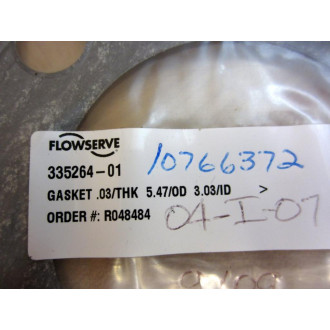 FLOWSERVE
10766372
335264-01
GASKET .03/THK 5.47/OD 3.03/ID >
ORDER #: R048484
04-I-07